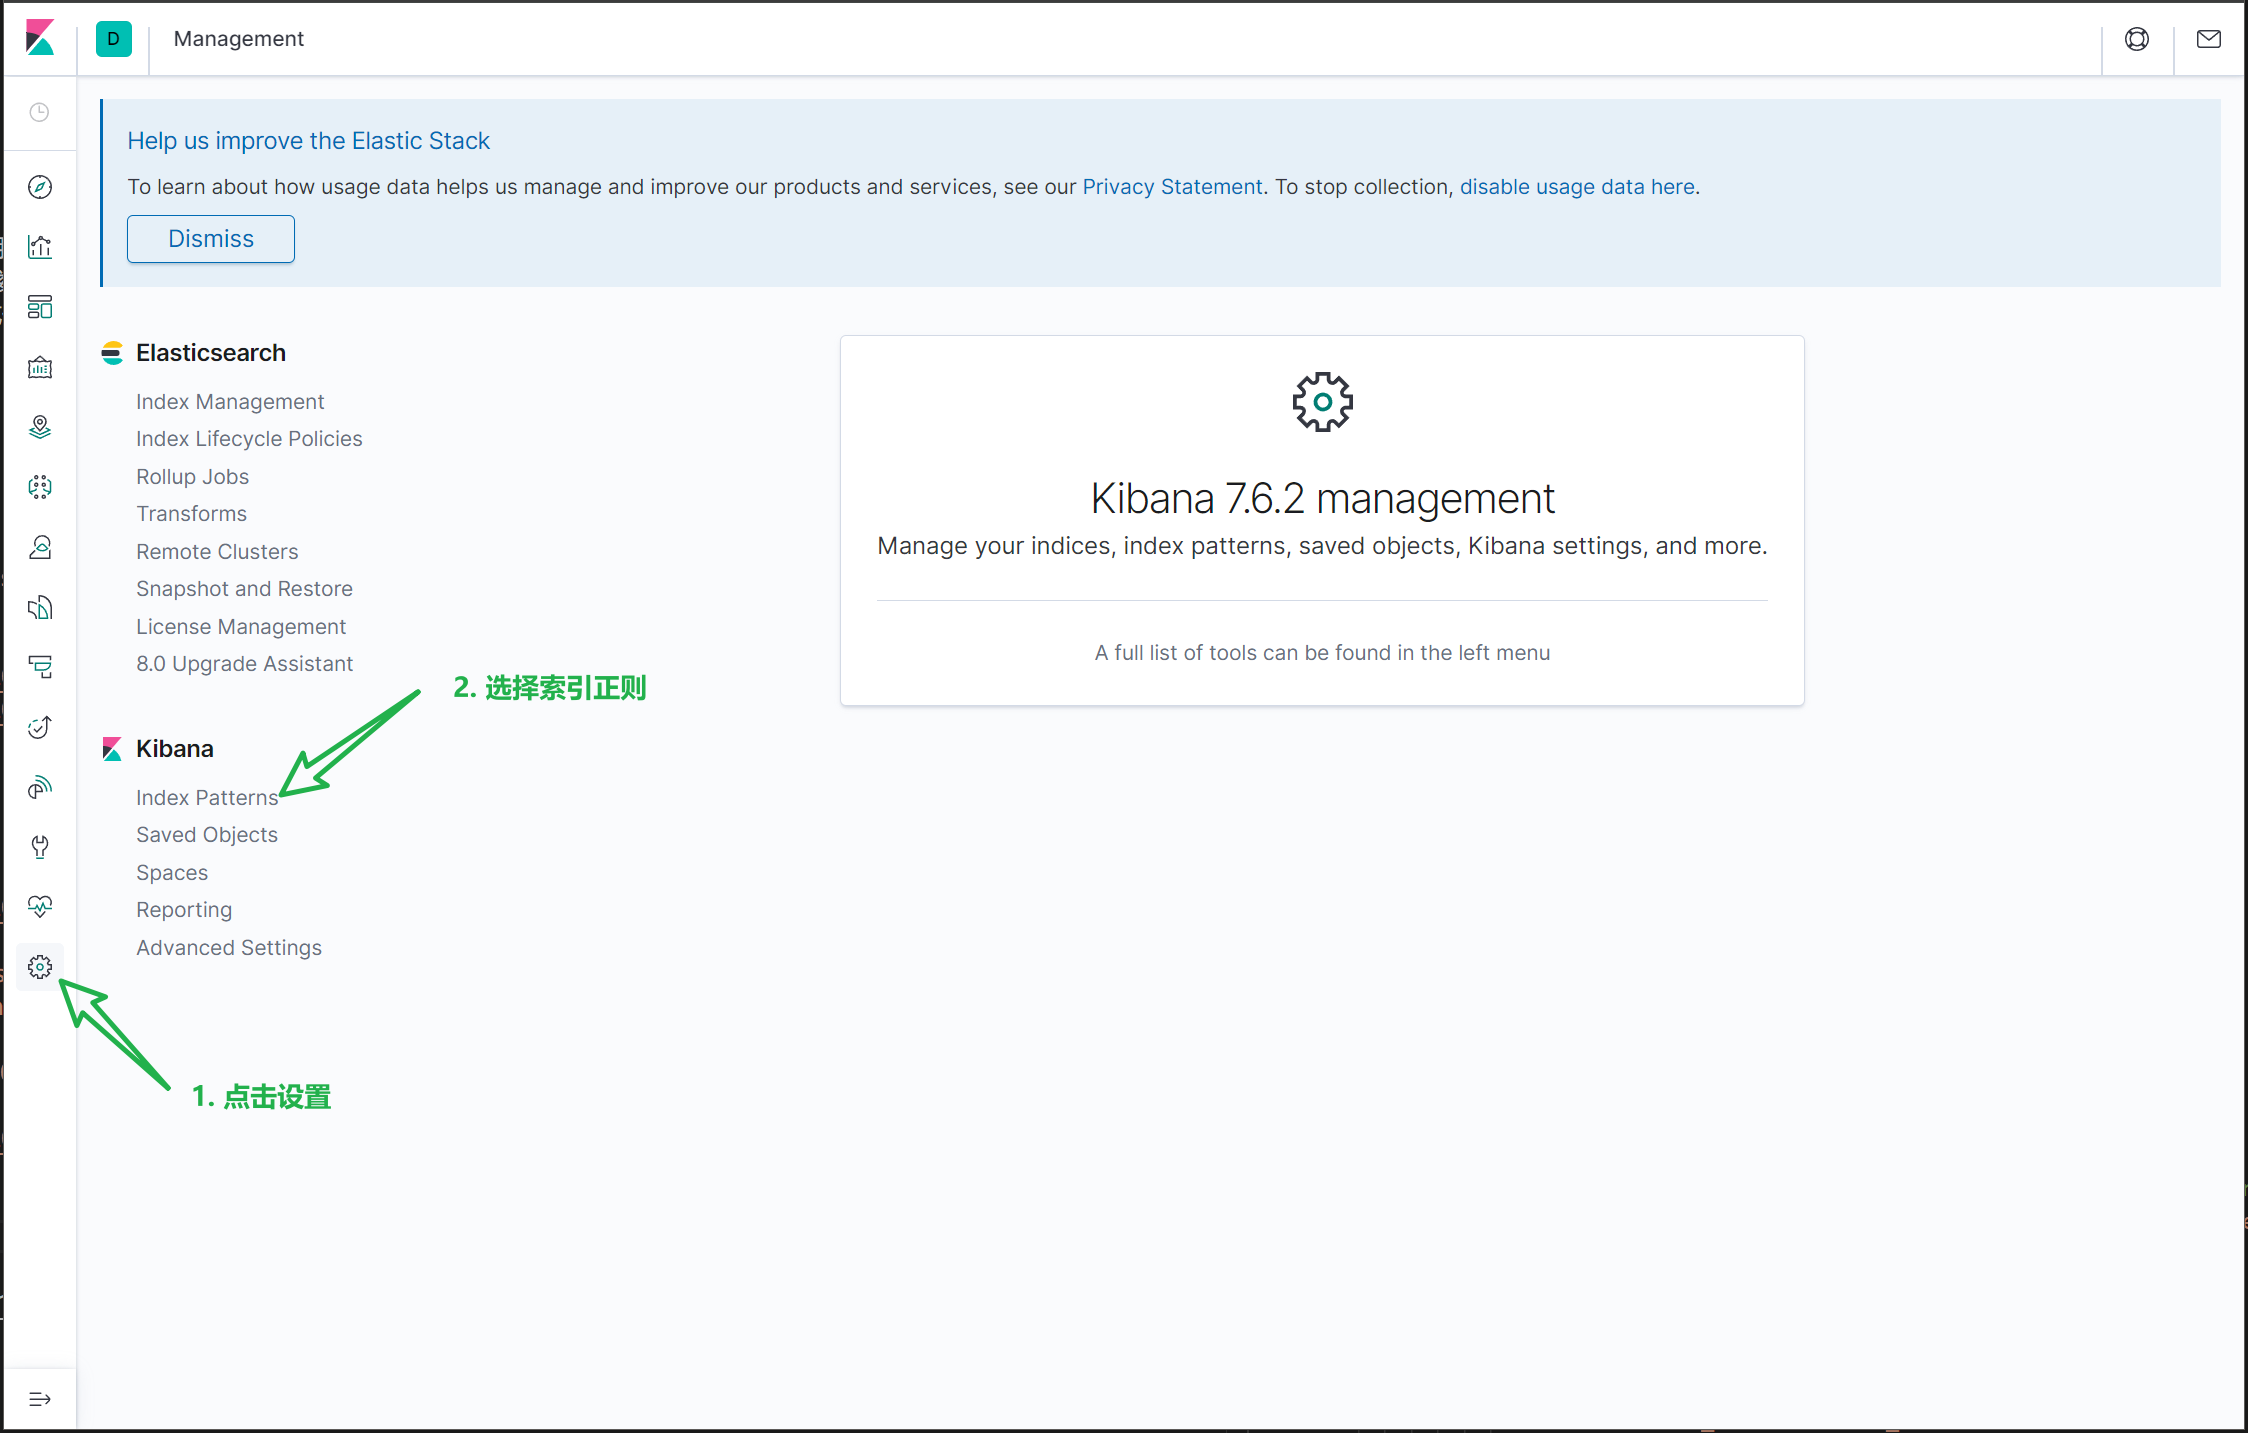 D
Management
Help us improve the Elastic Stack
To learn about how usage data helps us manage and improve our products and services, see our Privacy Statement. To stop collection, disable usage data here.
Dismiss
Elasticsearch
Index Management
Index Lifecycle Policies
Rollup Jobs
Transforms
Remote Clusters
Snapshot and Restore
License Management
8.0 Upgrade Assistant
2. 选择索引正则
Kibana
Index Patterns
Saved Objects
Spaces
Reporting
Advanced Settings
1. 点击设置
Kibana 7.6.2 management
Manage your indices, index patterns, saved objects, Kibana settings, and more.
A full list of tools can be found in the left menu